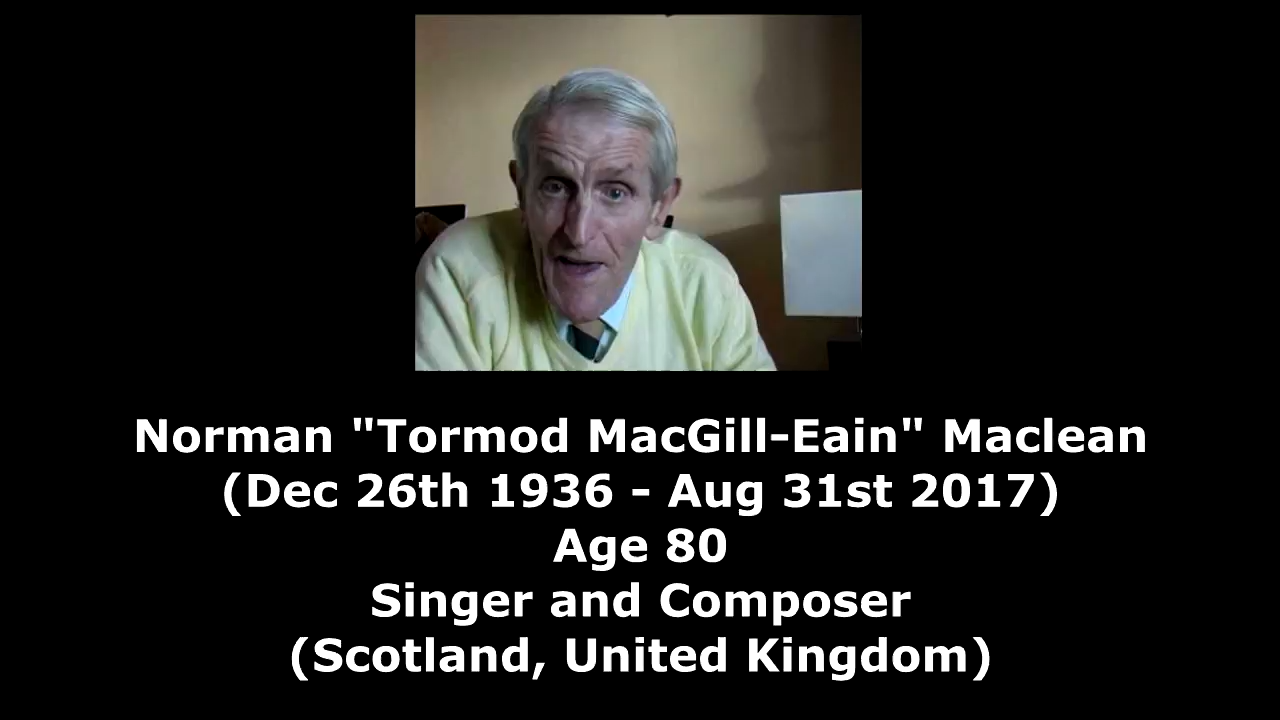 Norman "Tormod MacGill-Eain" Maclean
(Dec 26th 1936 - Aug 31st 2017)
Age 80
Singer and Composer
(Scotland, United Kingdom)